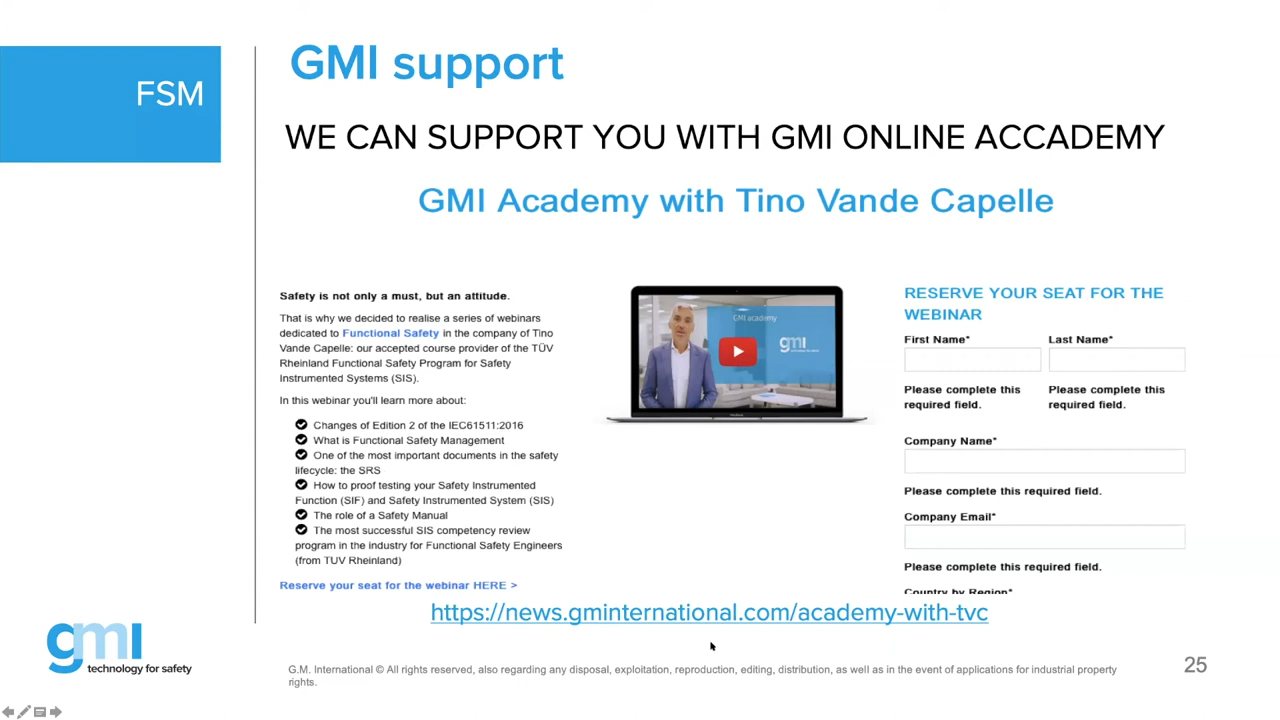 FSM
GMI support
WE CAN SUPPORT YOU WITH GMI ONLINE ACCADEMY
GMI Academy with Tino Vande Capelle
Safety is not only a must, but an attitude.
That is why we decided to realise a series of webinars
dedicated to Functional Safety in the company of Tino
Vande Capelle: our accepted course provider of the TÜV
Rheinland Functional Safety Program for Safety
Instrumented Systems (SIS).
In this webinar you'll learn more about:
Changes of Edition 2 of the IEC61511:2016
What is Functional Safety Management
One of the most important documents in the safety
lifecycle: the SRS
How to proof testing your Safety Instrumented
Function (SIF) and Safety Instrumented System (SIS)
The role of a Safety Manual
The most successful SIS competency review
program in the industry for Functional Safety Engineers
(from TUV Rheinland)
Reserve your seat for the webinar HERE >
GMI academy
gmi
RESERVE YOUR SEAT FOR THE
WEBINAR
First Name* Last Name*
Please complete this Please complete this
required field. required field.
Company Name*
Please complete this required field.
Company Email*
Please complete this required field.
Country by Region*
https://news.gminternational.com/academy-with-tvc
gmi
technology for safety
G.M. International © All rights reserved, also regarding any disposal, exploitation, reproduction, editing, distribution, as well as in the event of applications for industrial property
rights.
25